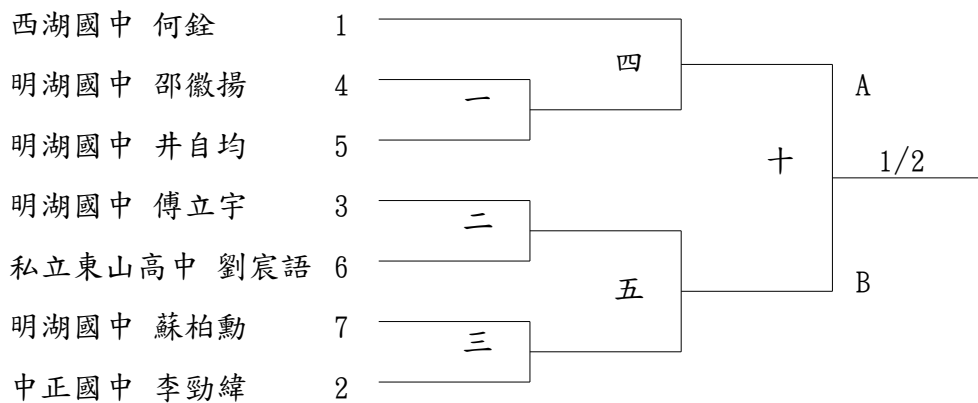 西湖國中 何銓 1
四
明湖國中 邵徽揚 4
一
A
明湖國中 井自均 5
十
1/2
明湖國中 傅立宇 3
二
私立東山高中 劉宸語 6
五
B
明湖國中 蘇柏勳 7
三
中正國中 李勁緯 2